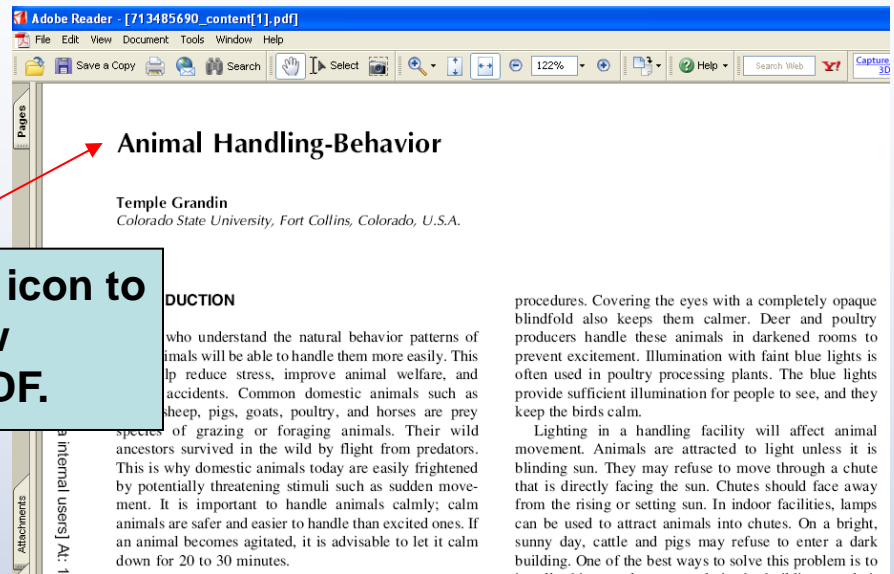 Adobe Reader - [713485690_content[1].pdf]
File Edit View Document Tools Window Help
Save a Copy Search Select 122% Help Search Web Y! Capture
3D
Pages
Animal Handling-Behavior
Temple Grandin
Colorado State University, Fort Collins, Colorado, U.S.A.
icon to
DF.
DUCTION
who understand the natural behavior patterns of
imals will be able to handle them more easily. This
lp reduce stress, improve animal welfare, and
accidents. Common domestic animals such as
sheep, pigs, goats, poultry, and horses are prey
species of grazing or foraging animals. Their wild
ancestors survived in the wild by flight from predators.
This is why domestic animals today are easily frightened
by potentially threatening stimuli such as sudden move-
ment. It is important to handle animals calmly; calm
animals are safer and easier to handle than excited ones. If
an animal becomes agitated, it is advisable to let it calm
down for 20 to 30 minutes.
procedures. Covering the eyes with a completely opaque
blindfold also keeps them calmer. Deer and poultry
producers handle these animals in darkened rooms to
prevent excitement. Illumination with faint blue lights is
often used in poultry processing plants. The blue lights
provide sufficient illumination for people to see, and they
keep the birds calm.
Lighting in a handling facility will affect animal
movement. Animals are attracted to light unless it is
blinding sun. They may refuse to move through a chute
that is directly facing the sun. Chutes should face away
from the rising or setting sun. In indoor facilities, lamps
can be used to attract animals into chutes. On a bright,
sunny day, cattle and pigs may refuse to enter a dark
building. One of the best ways to solve this problem is to
a internal users] At: 1
Attachments